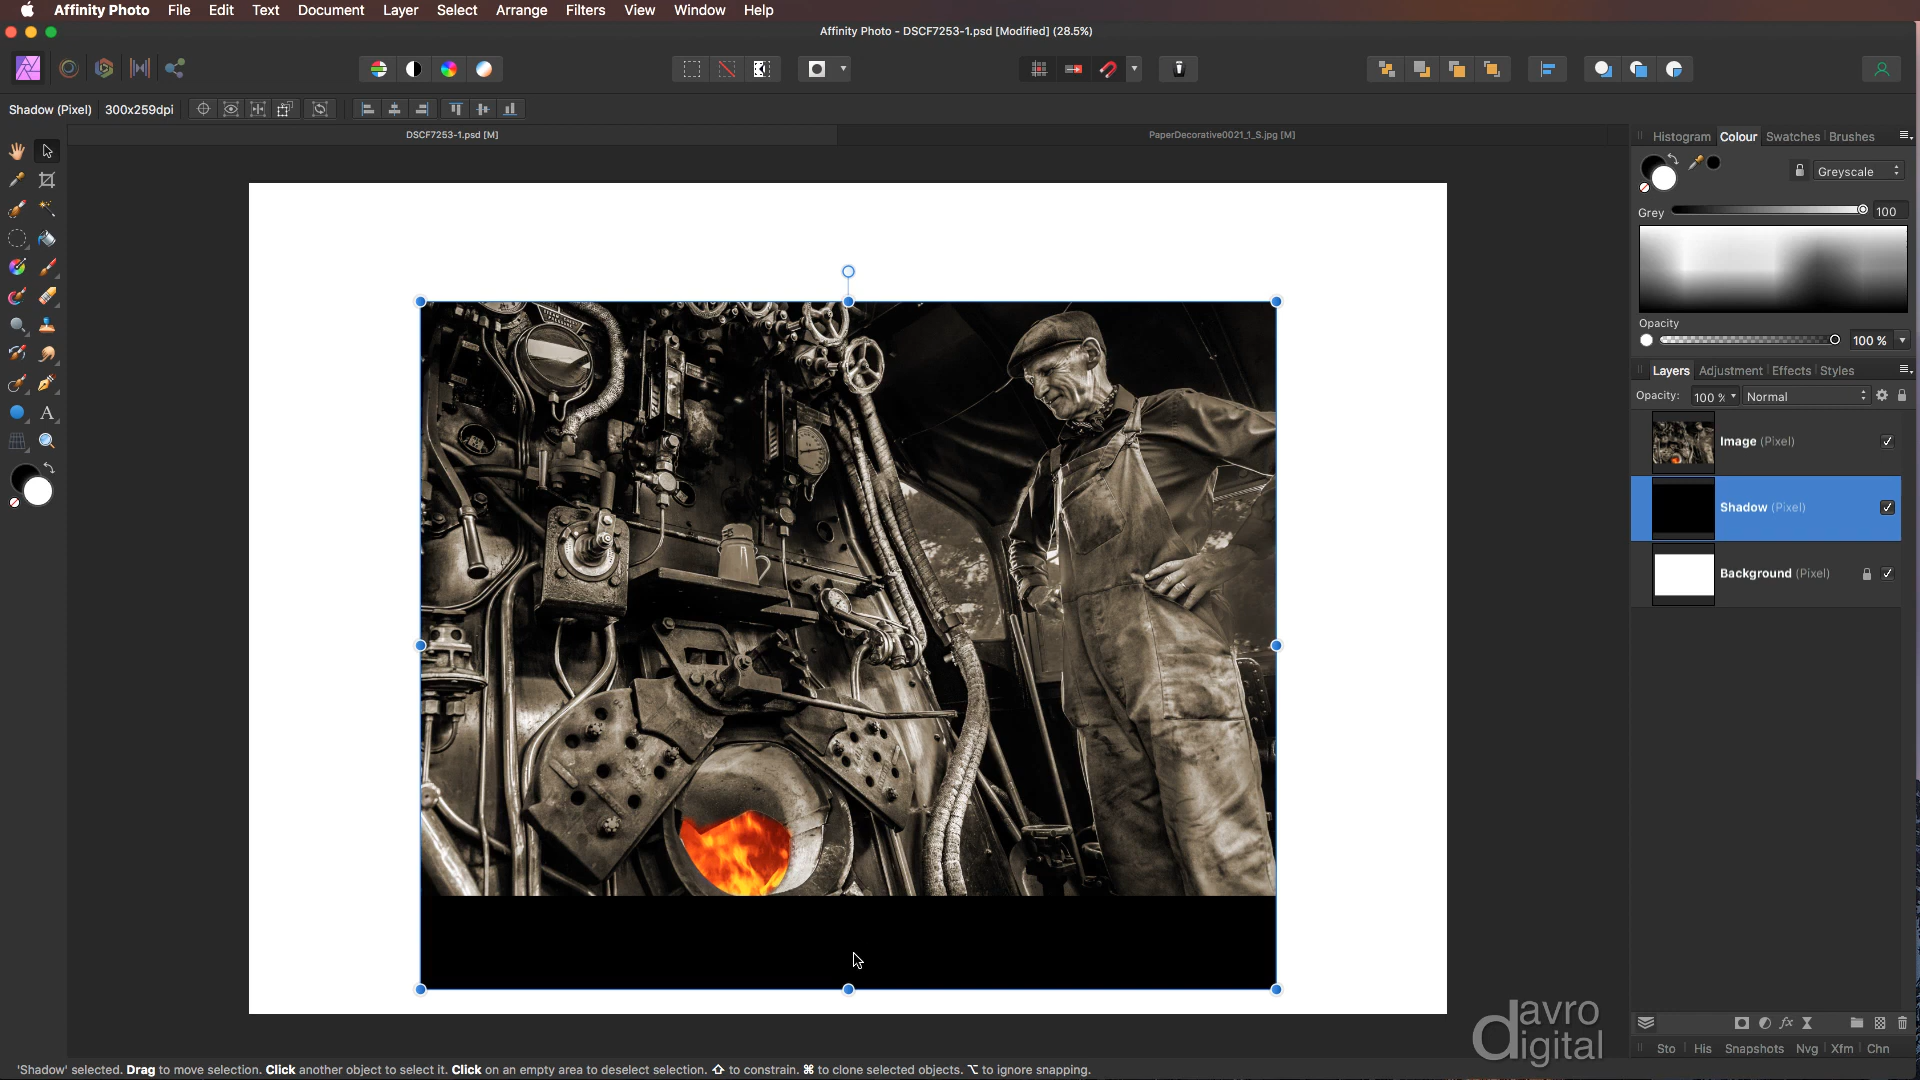 Affinity Photo File Edit Text Document Layer Select Arrange Filters View Window Help
Affinity Photo - DSCF7253-1.psd [Modified] (28.5%)
Shadow (Pixel) 300x259dpi
DSCF7253-1.psd [M] PaperDecorative0021_1_S.jpg [M]
Histogram Colour Swatches Brushes
Greyscale
Grey 100
Opacity
100 %
Layers Adjustment Effects Styles
Opacity: 100 % Normal
Image (Pixel)
Shadow (Pixel)
Background (Pixel)
davro
digital
Sto His Snapshots Nvg Xfm Chn
'Shadow' selected. Drag to move selection. Click another object to select it. Click on an empty area to deselect selection. ⇧ to constrain. ⌘ to clone selected objects. ⌥ to ignore snapping.